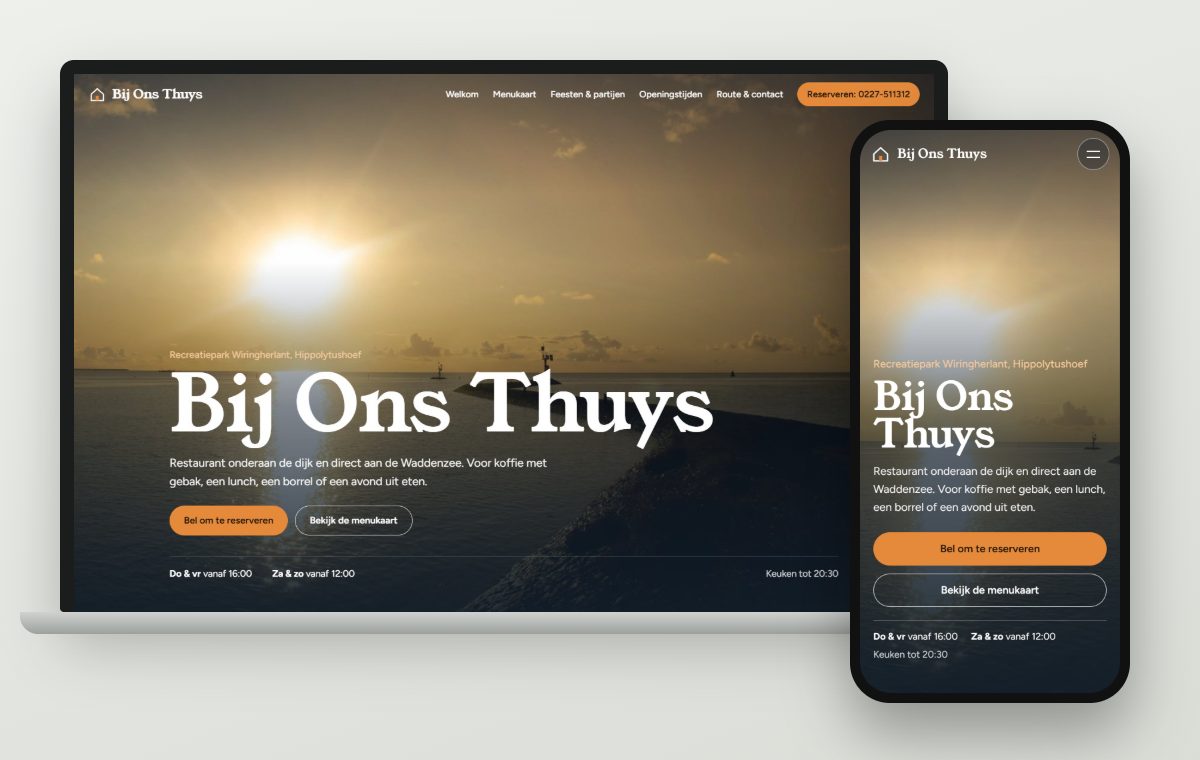 Bij Ons Thuys
Welkom
Menukaart
Feesten & partijen
Openingstijden
Route & contact
Reserveren: 0227-511312
Recreatiepark Wiringherlant, Hippolytushoef
Bij Ons Thuys
Restaurant onderaan de dijk en direct aan de Waddenzee. Voor koffie met
gebak, een lunch, een borrel of een avond uit eten.
Bel om te reserveren
Bekijk de menukaart
Do & vr vanaf 16:00
Za & zo vanaf 12:00
Keuken tot 20:30
Bij Ons Thuys
Recreatiepark Wiringherlant, Hippolytushoef
Bij Ons
Thuys
Restaurant onderaan de dijk en direct aan de
Waddenzee. Voor koffie met gebak, een lunch,
een borrel of een avond uit eten.
Bel om te reserveren
Bekijk de menukaart
Do & vr vanaf 16:00
Za & zo vanaf 12:00
Keuken tot 20:30